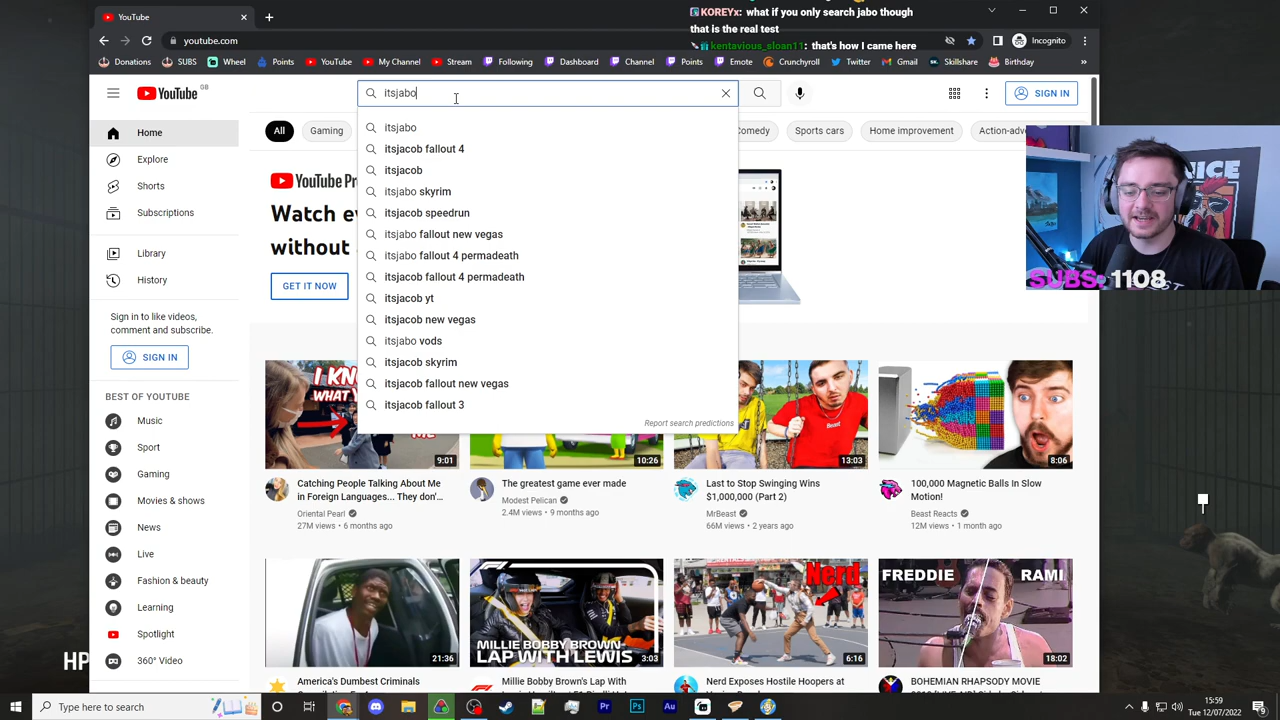 YouTube
KOREYx: what if you only search jabo though
that is the real test
kentavious_sloan11: that's how I came here
youtube.com
Incognito
Donations
SUBS
Wheel
Points
YouTube
My Channel
Stream
Following
Dashboard
Channel
Points
Emote
Crunchyroll
Twitter
Gmail
Skullcams
Birthday
»
YouTube GB
itsjabo
SIGN IN
Home
Explore
Shorts
Subscriptions
Library
History
Sign in to like videos,
comment and subscribe.
SIGN IN
BEST OF YOUTUBE
Music
Sport
Gaming
Movies & shows
News
Live
Fashion & beauty
Learning
Spotlight
360° Video
All
Gaming
Comedy
Sports cars
Home improvement
itsjabo
itsjacob fallout 4
itsjacob
itsjabo skyrim
itsjacob speedrun
itsjabo fallout new vegas
itsjabo fallout 4 permadeath
itsjacob fallout 4 permadeath
itsjacob yt
itsjacob new vegas
itsjabo vods
itsjacob skyrim
itsjacob fallout new vegas
itsjacob fallout 3
Report search predictions
Watch
without
GET IT NOW
NICE
SUBS: 1108
9:01
10:26
13:03
8:06
Catching People Talking About Me
in Foreign Languages... They don'...
Oriental Pearl
27M views • 6 months ago
The greatest game ever made
Modest Pelican
2.4M views • 9 months ago
Last to Stop Swinging Wins
$1,000,000 (Part 2)
MrBeast
66M views • 2 years ago
100,000 Magnetic Balls In Slow
Motion!
Beast Reacts
12M views • 1 month ago
21:36
MILLIE BOBBY BROWN
LAP WITH LEWIS
3:03
Nerd
6:16
FREDDIE
RAMI
18:02
America's Dumbest Criminals
Millie Bobby Brown's Lap With
Nerd Exposes Hostile Hoopers at
BOHEMIAN RHAPSODY MOVIE
HP
Type here to search
15:59
Tue 12/07/2022